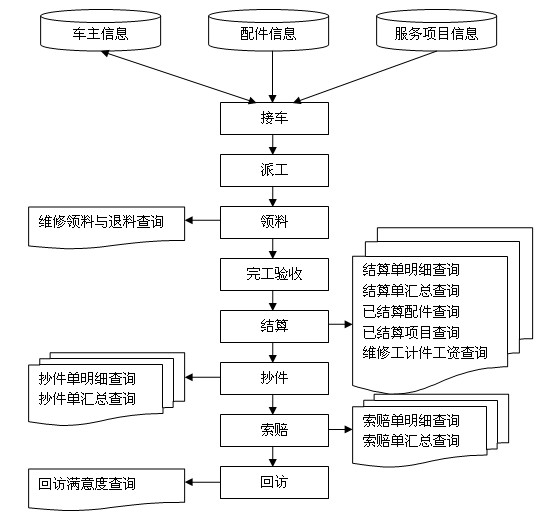 车主信息
配件信息
服务项目信息
接车
派工
维修领料与退料查询
领料
完工验收
结算单明细查询
结算单汇总查询
已结算配件查询
已结算项目查询
维修工计件工资查询
结算
抄件单明细查询
抄件单汇总查询
抄件
索赔
索赔单明细查询
索赔单汇总查询
回访满意度查询
回访